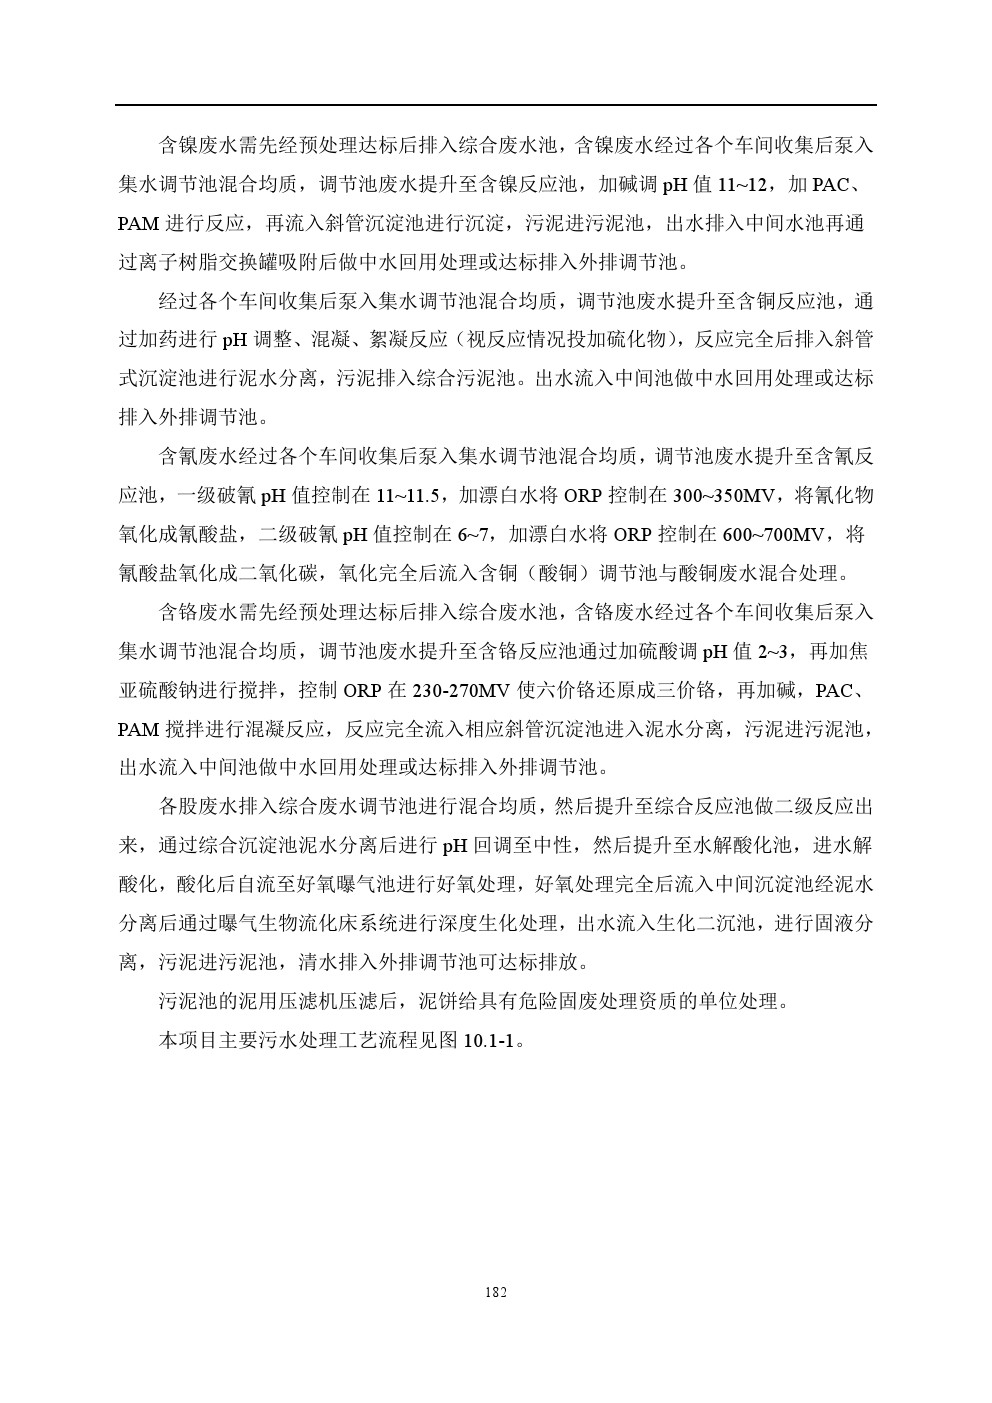 含镍废水需先经预处理达标后排入综合废水池，含镍废水经过各个车间收集后泵入
集水调节池混合均质，调节池废水提升至含镍反应池，加碱调 pH 值 11~12，加 PAC、
PAM 进行反应，再流入斜管沉淀池进行沉淀，污泥进污泥池，出水排入中间水池再通
过离子树脂交换罐吸附后做中水回用处理或达标排入外排调节池。
经过各个车间收集后泵入集水调节池混合均质，调节池废水提升至含铜反应池，通
过加药进行 pH 调整、混凝、絮凝反应（视反应情况投加硫化物），反应完全后排入斜管
式沉淀池进行泥水分离，污泥排入综合污泥池。出水流入中间池做中水回用处理或达标
排入外排调节池。
含氰废水经过各个车间收集后泵入集水调节池混合均质，调节池废水提升至含氰反
应池，一级破氰 pH 值控制在 11~11.5，加漂白水将 ORP 控制在 300~350MV，将氰化物
氧化成氰酸盐，二级破氰 pH 值控制在 6~7，加漂白水将 ORP 控制在 600~700MV，将
氰酸盐氧化成二氧化碳，氧化完全后流入含铜（酸铜）调节池与酸铜废水混合处理。
含铬废水需先经预处理达标后排入综合废水池，含铬废水经过各个车间收集后泵入
集水调节池混合均质，调节池废水提升至含铬反应池通过加硫酸调 pH 值 2~3，再加焦
亚硫酸钠进行搅拌，控制 ORP 在 230-270MV 使六价铬还原成三价铬，再加碱，PAC、
PAM 搅拌进行混凝反应，反应完全流入相应斜管沉淀池进入泥水分离，污泥进污泥池，
出水流入中间池做中水回用处理或达标排入外排调节池。
各股废水排入综合废水调节池进行混合均质，然后提升至综合反应池做二级反应出
来，通过综合沉淀池泥水分离后进行 pH 回调至中性，然后提升至水解酸化池，进水解
酸化，酸化后自流至好氧曝气池进行好氧处理，好氧处理完全后流入中间沉淀池经泥水
分离后通过曝气生物流化床系统进行深度生化处理，出水流入生化二沉池，进行固液分
离，污泥进污泥池，清水排入外排调节池可达标排放。
污泥池的泥用压滤机压滤后，泥饼给具有危险固废处理资质的单位处理。
本项目主要污水处理工艺流程见图 10.1-1。
182